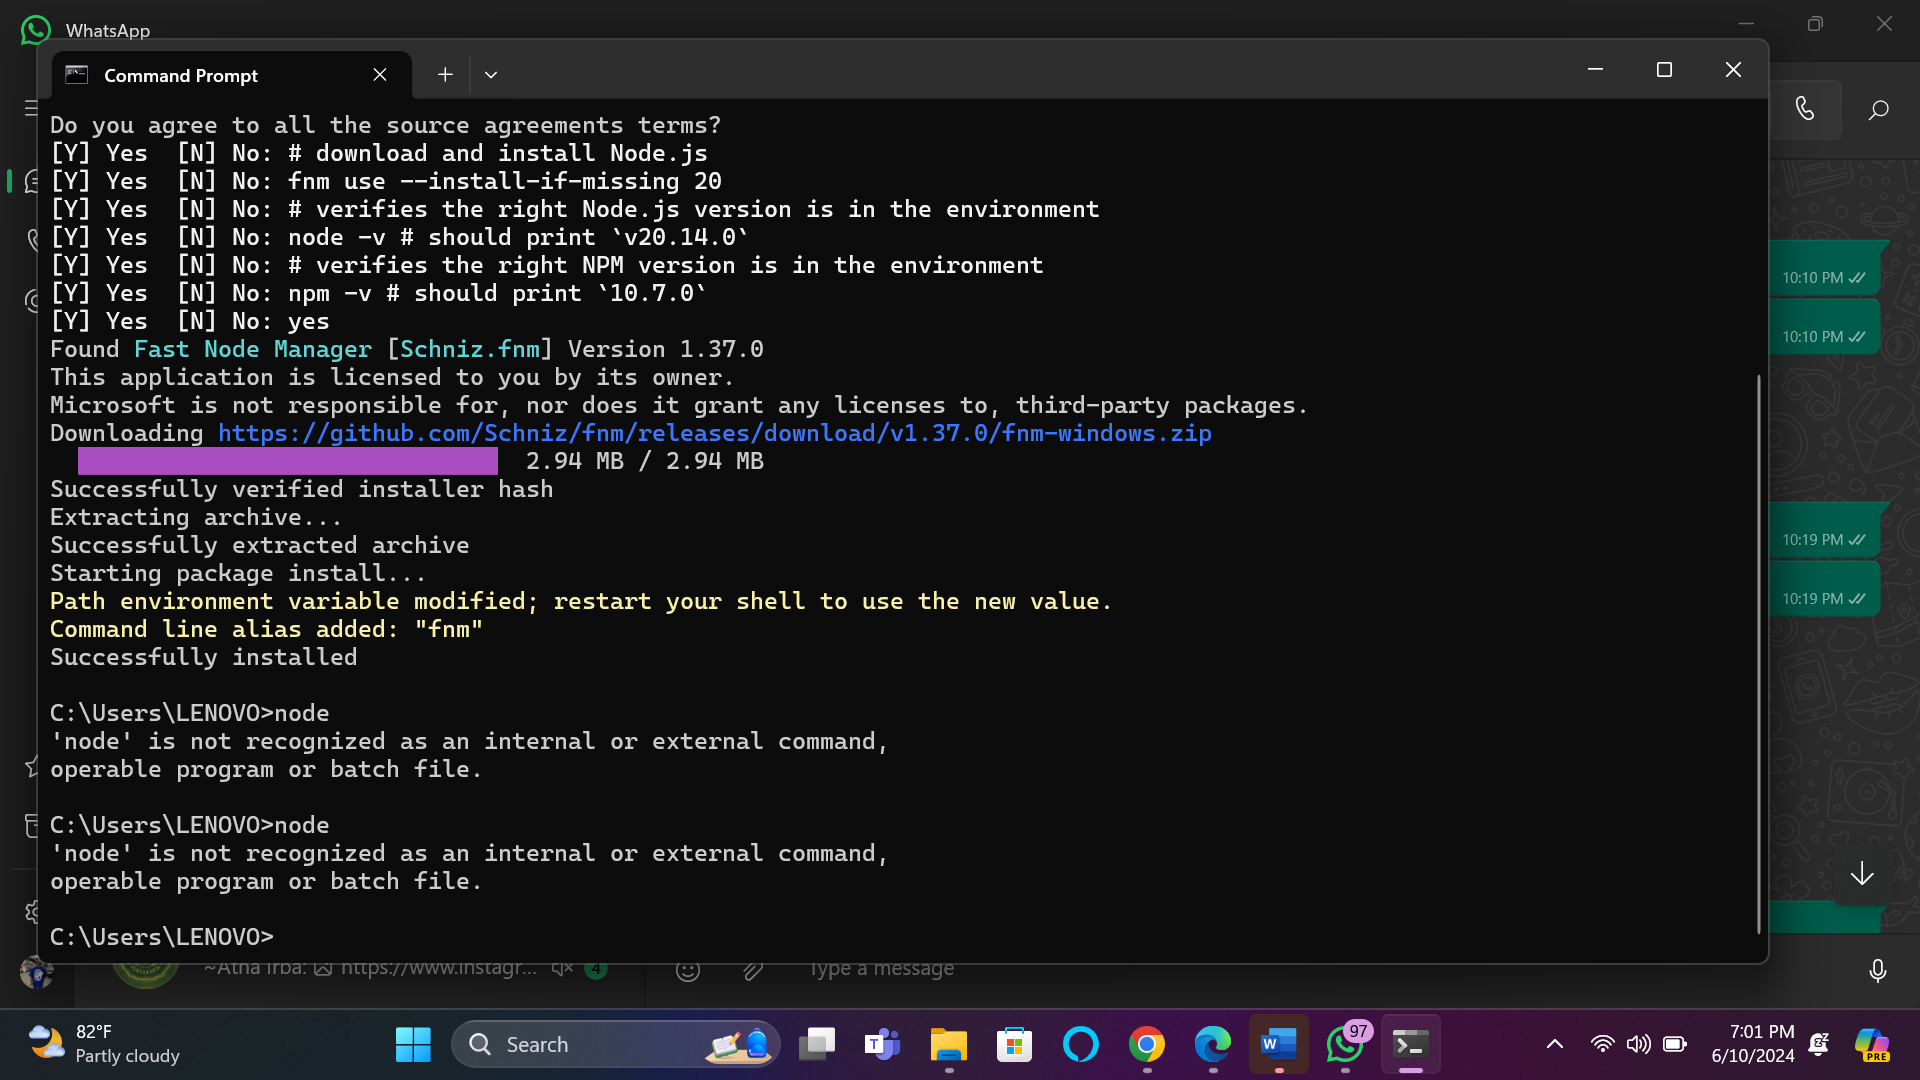 WhatsApp
Command Prompt
Do you agree to all the source agreements terms?
[Y] Yes  [N] No: # download and install Node.js
[Y] Yes  [N] No: fnm use --install-if-missing 20
[Y] Yes  [N] No: # verifies the right Node.js version is in the environment
[Y] Yes  [N] No: node -v # should print `v20.14.0`
[Y] Yes  [N] No: # verifies the right NPM version is in the environment
[Y] Yes  [N] No: npm -v # should print `10.7.0`
[Y] Yes  [N] No: yes
Found Fast Node Manager [Schniz.fnm] Version 1.37.0
This application is licensed to you by its owner.
Microsoft is not responsible for, nor does it grant any licenses to, third-party packages.
Downloading https://github.com/Schniz/fnm/releases/download/v1.37.0/fnm-windows.zip
2.94 MB / 2.94 MB
Successfully verified installer hash
Extracting archive...
Successfully extracted archive
Starting package install...
Path environment variable modified; restart your shell to use the new value.
Command line alias added: "fnm"
Successfully installed
C:\Users\LENOVO>node
'node' is not recognized as an internal or external command,
operable program or batch file.
C:\Users\LENOVO>node
'node' is not recognized as an internal or external command,
operable program or batch file.
C:\Users\LENOVO>
10:10 PM
10:10 PM
10:19 PM
10:19 PM
~Atha Irba: https://www.instagr... 4
Type a message
82°F
Partly cloudy
Search
97
7:01 PM
6/10/2024
PRE